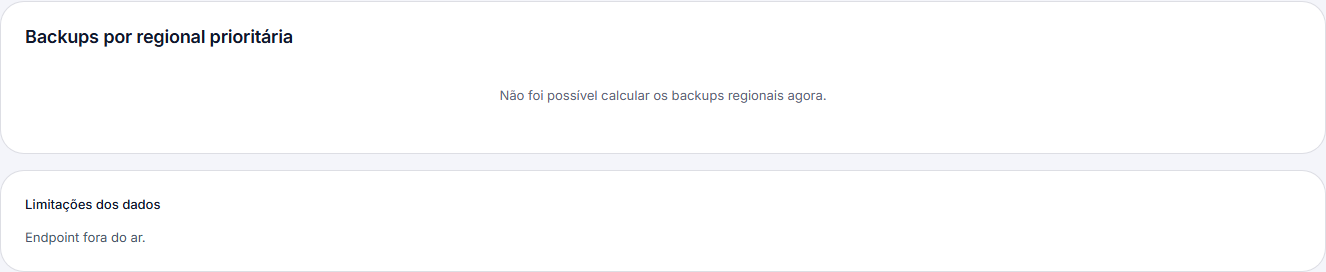 Backups por regional prioritária
Não foi possível calcular os backups regionais agora.
Limitações dos dados
Endpoint fora do ar.